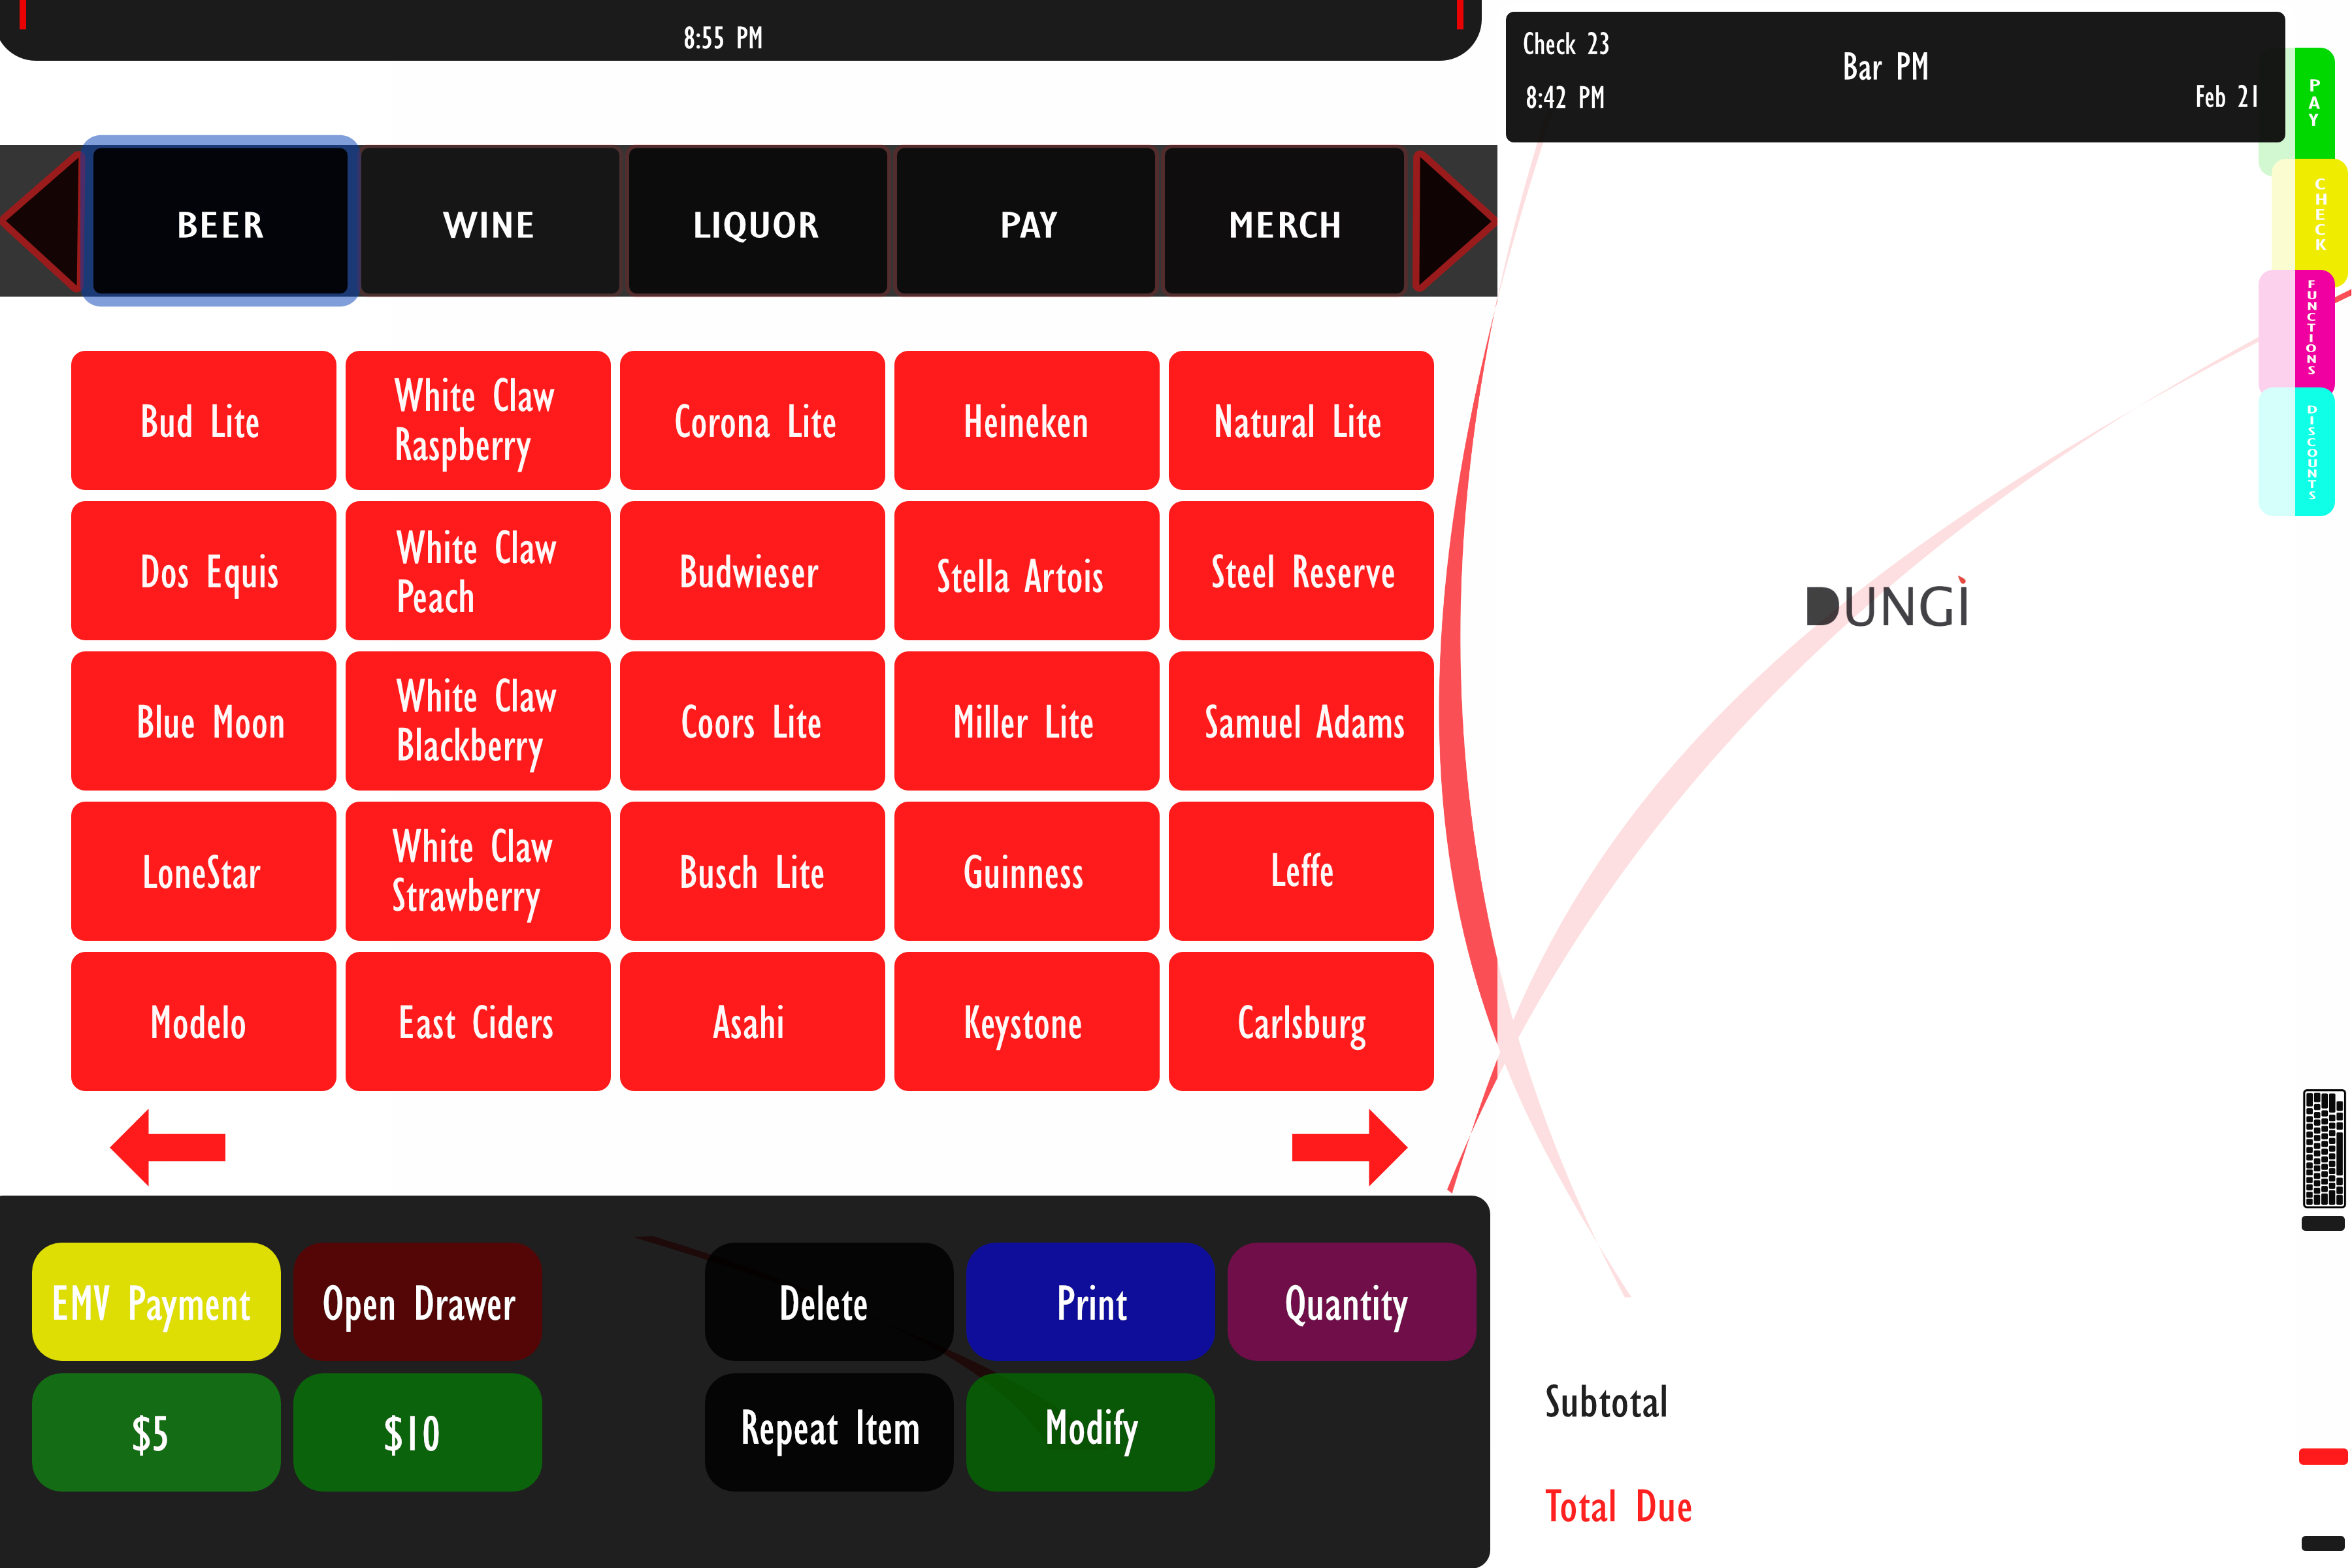 8:55 PM
Check 23
Bar PM
8:42 PM
Feb 21
PAY
CHECK
FUNCTIONS
DISCOUNTS
BEER
WINE
LIQUOR
PAY
MERCH
Bud Lite
White Claw
Raspberry
Corona Lite
Heineken
Natural Lite
Dos Equis
White Claw
Peach
Budwieser
Stella Artois
Steel Reserve
Blue Moon
White Claw
Blackberry
Coors Lite
Miller Lite
Samuel Adams
LoneStar
White Claw
Strawberry
Busch Lite
Guinness
Leffe
Modelo
East Ciders
Asahi
Keystone
Carlsburg
DUNGÌ
EMV Payment
Open Drawer
Delete
Print
Quantity
$5
$10
Repeat Item
Modify
Subtotal
Total Due